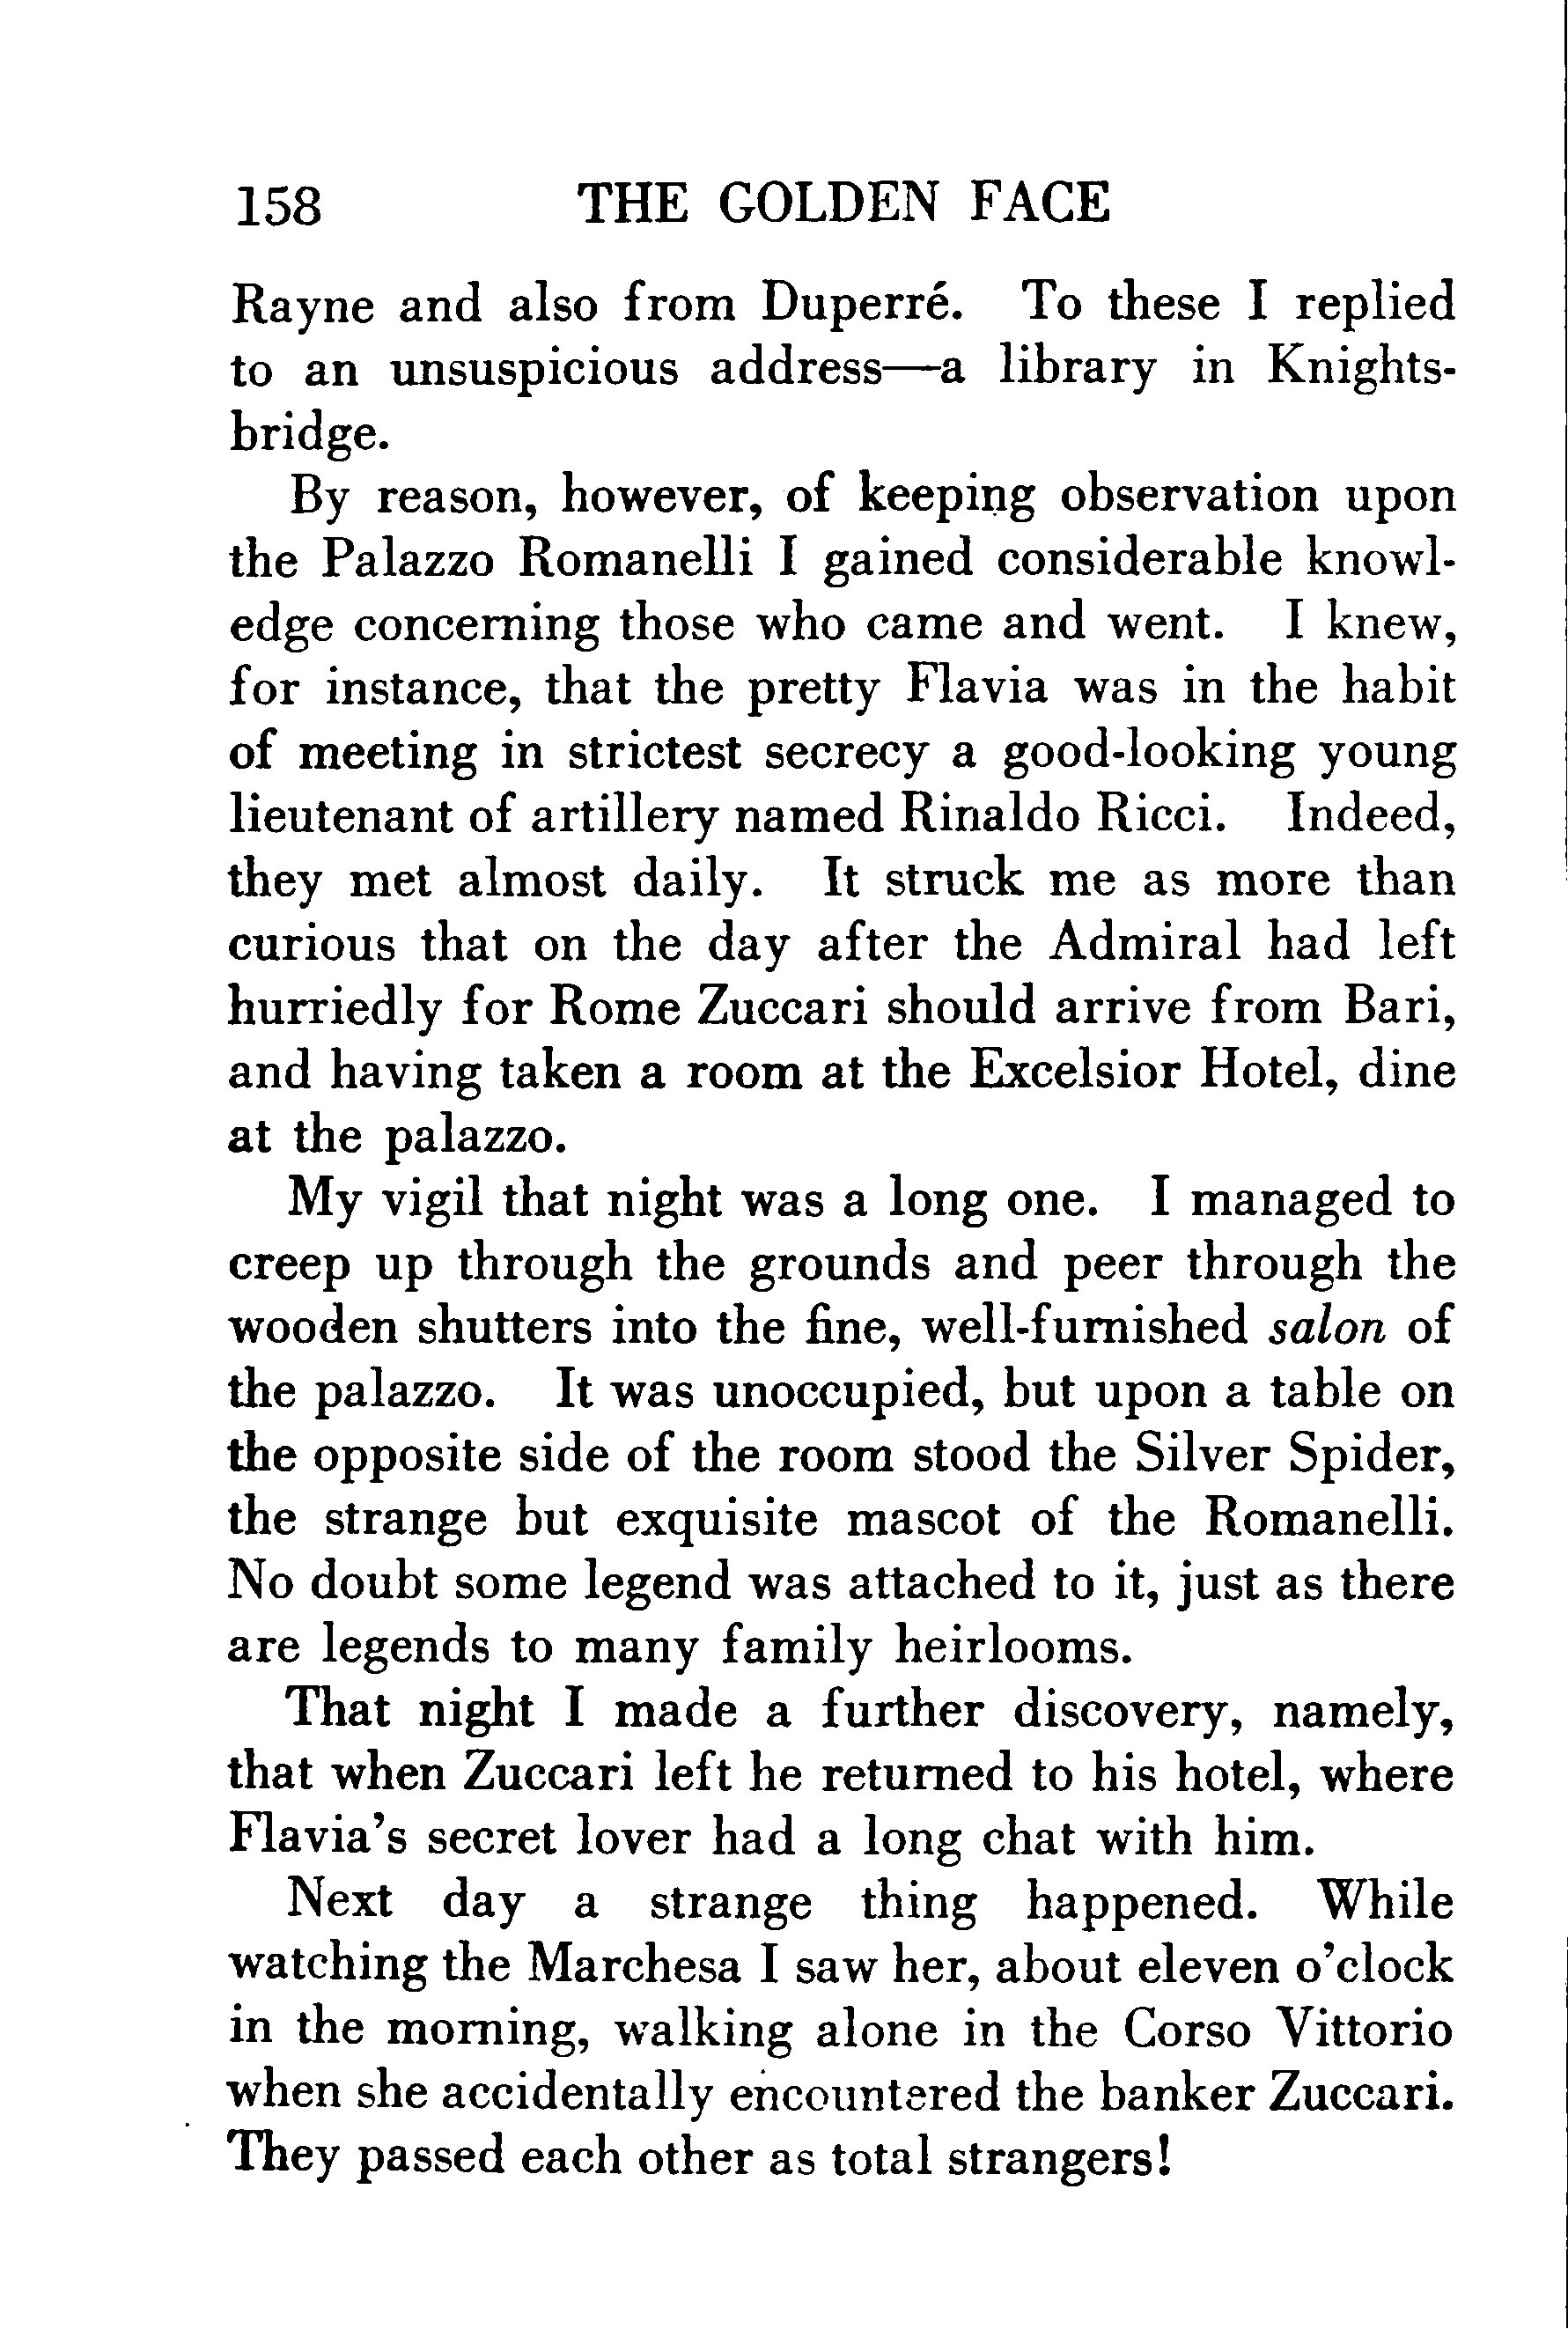 158 THE GOLDEN FACE
Rayne and also from Duperré. To these I replied
to an unsuspicious address—a library in Knights-
bridge.
By reason, however, of keeping observation upon
the Palazzo Romanelli I gained considerable knowl-
edge concerning those who came and went. I knew,
for instance, that the pretty Flavia was in the habit
of meeting in strictest secrecy a good-looking young
lieutenant of artillery named Rinaldo Ricci. Indeed,
they met almost daily. It struck me as more than
curious that on the day after the Admiral had left
hurriedly for Rome Zuccari should arrive from Bari,
and having taken a room at the Excelsior Hotel, dine
at the palazzo.
My vigil that night was a long one. I managed to
creep up through the grounds and peer through the
wooden shutters into the fine, well-furnished salon of
the palazzo. It was unoccupied, but upon a table on
the opposite side of the room stood the Silver Spider,
the strange but exquisite mascot of the Romanelli.
No doubt some legend was attached to it, just as there
are legends to many family heirlooms.
That night I made a further discovery, namely,
that when Zuccari left he returned to his hotel, where
Flavia's secret lover had a long chat with him.
Next day a strange thing happened. While
watching the Marchesa I saw her, about eleven o'clock
in the morning, walking alone in the Corso Vittorio
when she accidentally encountered the banker Zuccari.
They passed each other as total strangers!